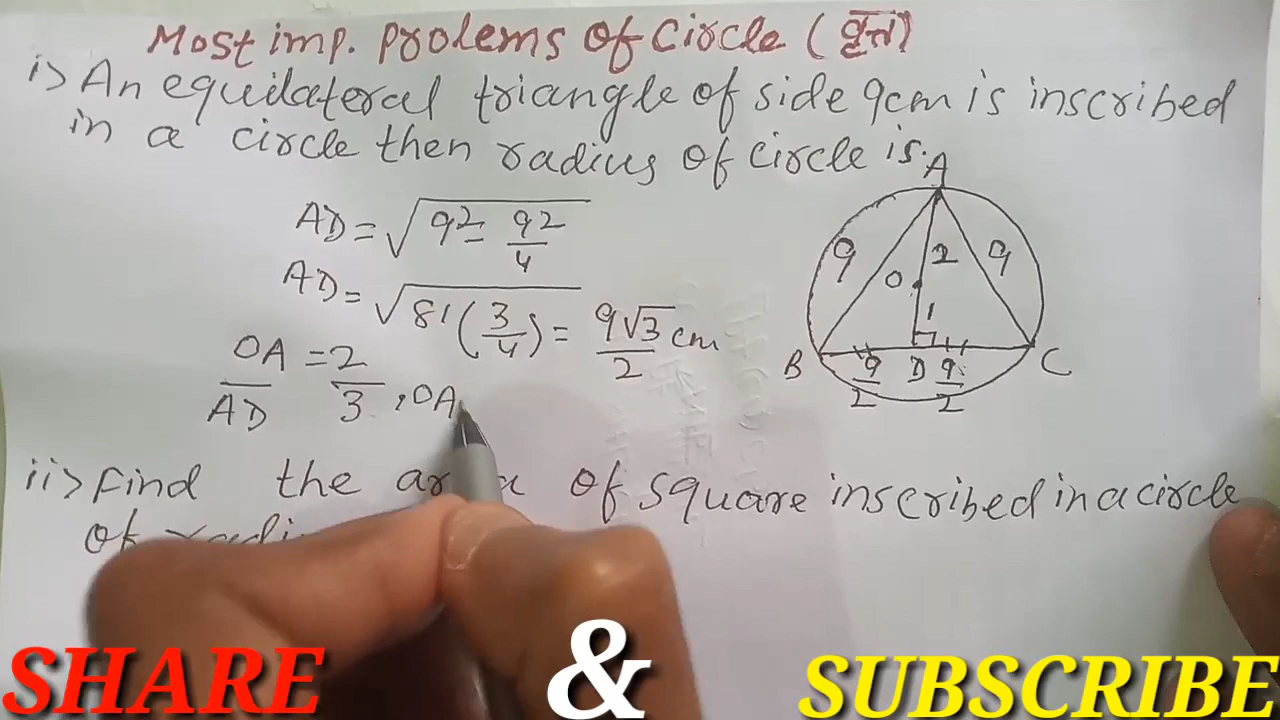 Most imp. prolems of Circle (वृत्त)
i> An equilateral triangle of side 9cm is inscribed
in a circle then radius of circle is.
AD = √9² - 9²/4
AD = √81(3/4) = 9√3/2 cm
OA/AD = 2/3, OA
A
9 2 9
O
1
B 9/2 D 9/2 C
ii> Find the area of square inscribed in a circle
of
SHARE & SUBSCRIBE